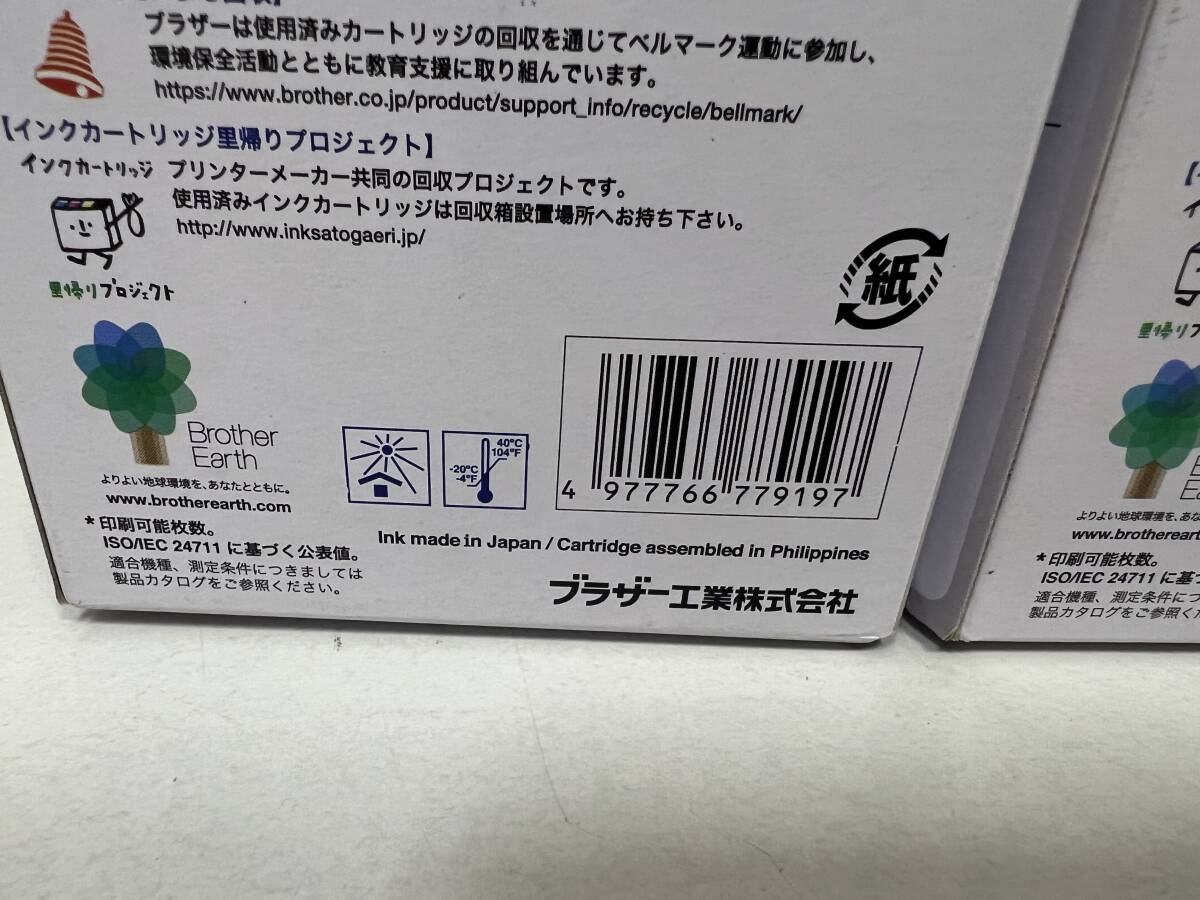 ブラザーは使用済みカートリッジの回収を通じてベルマーク運動に参加し、
環境保全活動とともに教育支援に取り組んでいます。
https://www.brother.co.jp/product/support_info/recycle/bellmark/
【インクカートリッジ里帰りプロジェクト】
インクカートリッジ
プリンターメーカー共同の回収プロジェクトです。
使用済みインクカートリッジは回収箱設置場所へお持ち下さい。
http://www.inksatogaeri.jp/
里帰りプロジェクト
紙
Brother
Earth
よりよい地球環境を、あなたとともに。
www.brotherearth.com
40°C
104°F
-20°C
-4°F
4 977766 779197
*印刷可能枚数。
ISO/IEC 24711 に基づく公表値。
適合機種、測定条件につきましては
製品カタログをご参照ください。
Ink made in Japan / Cartridge assembled in Philippines
ブラザー工業株式会社
里帰り
よりよい地球環境を、あな
www.brotherea
*印刷可能枚数。
ISO/IEC 24711 に基
適合機種、測定条件につ
製品カタログをご参照くだ